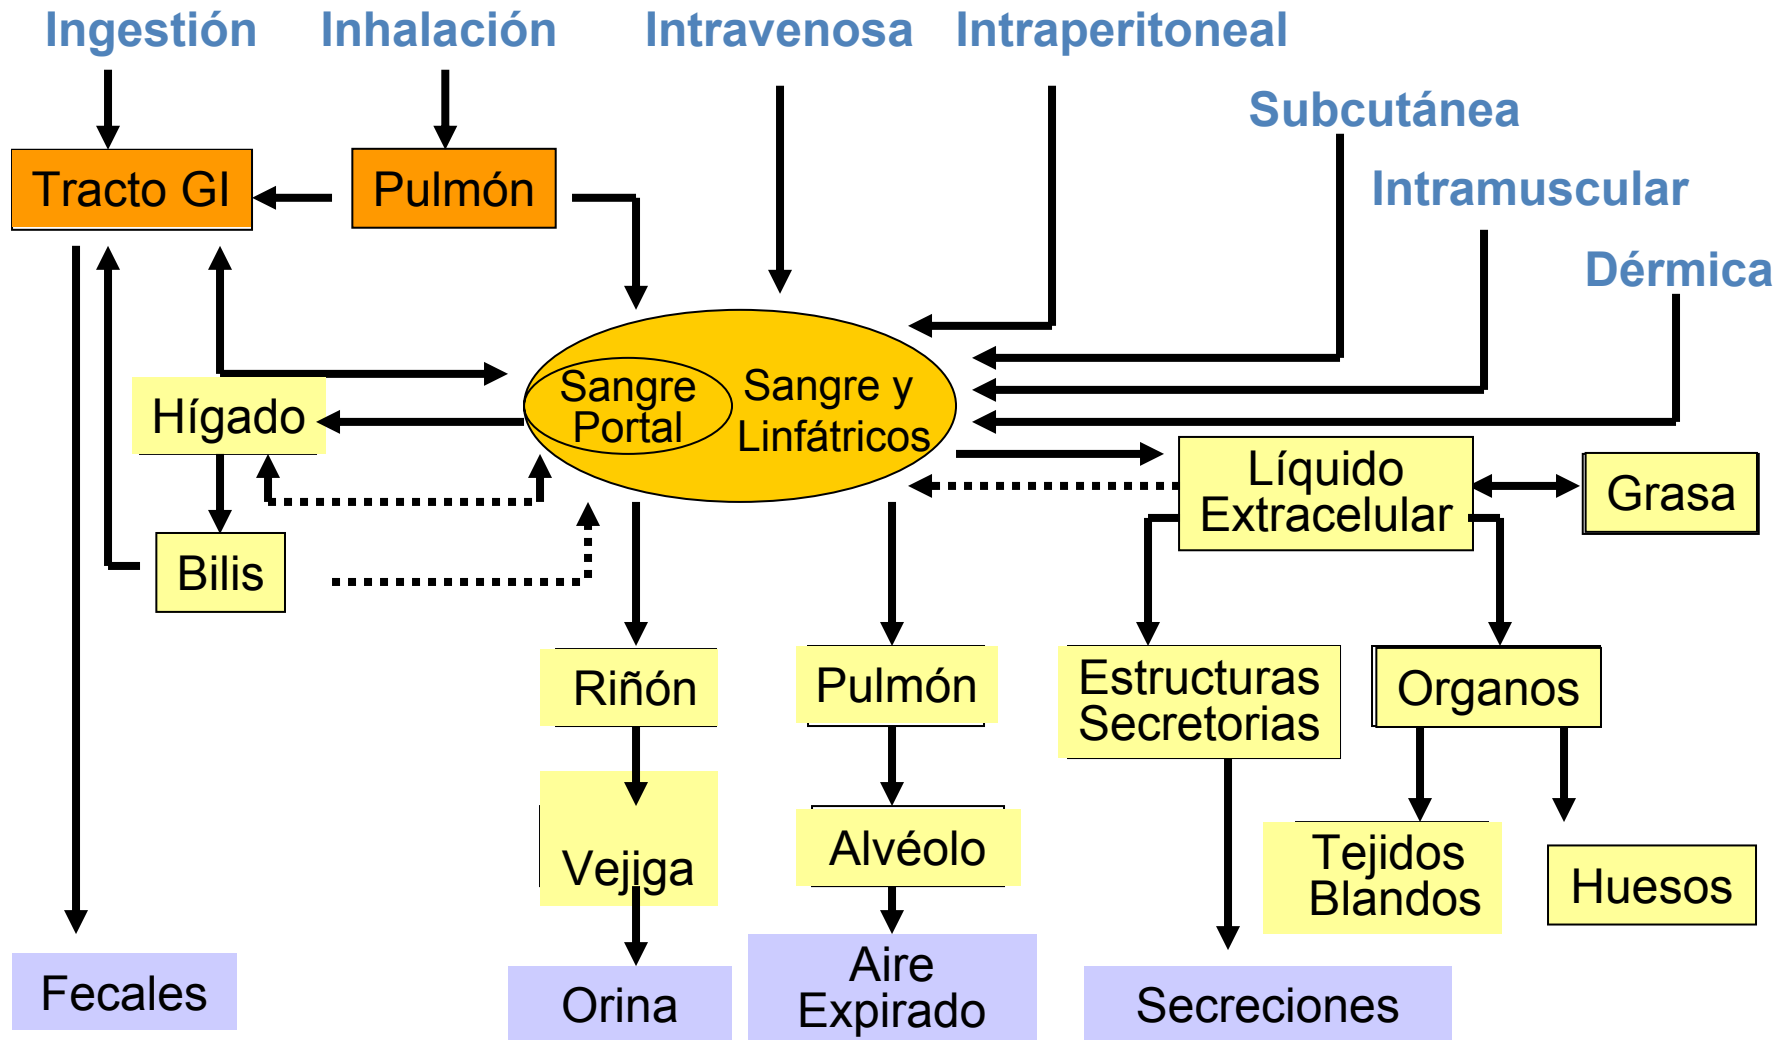 Ingestión
Inhalación
Intravenosa
Intraperitoneal
Subcutánea
Intramuscular
Dérmica
Tracto GI
Pulmón
Sangre
Portal
Sangre y
Linfátricos
Hígado
Bilis
Líquido
Extracelular
Grasa
Riñón
Pulmón
Estructuras
Secretorias
Organos
Vejiga
Alvéolo
Tejidos
Blandos
Huesos
Fecales
Orina
Aire
Expirado
Secreciones